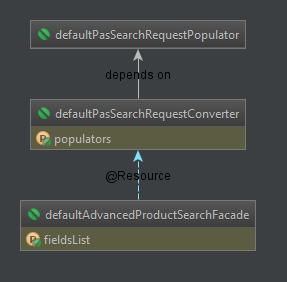 defaultPasSearchRequestPopulator
depends on
defaultPasSearchRequestConverter
populators
@Resource
defaultAdvancedProductSearchFacade
fieldsList